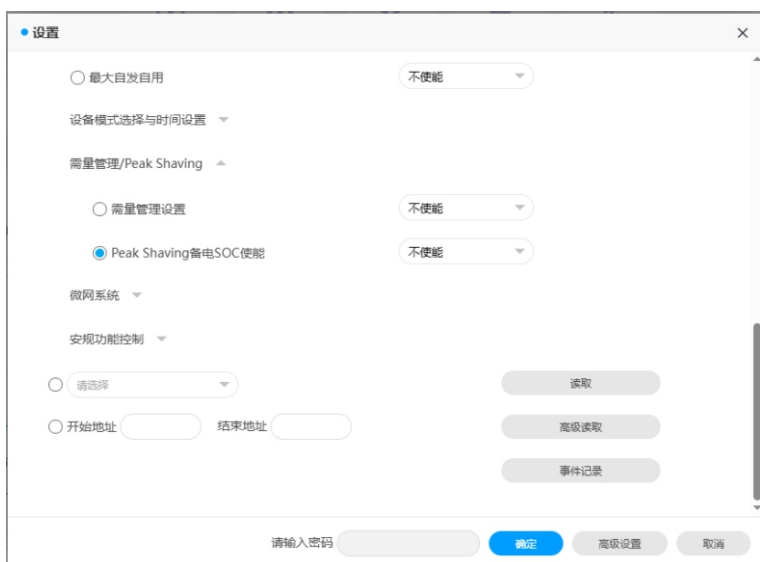 设置
最大自发自用 不使能
设备模式选择与时间设置
需量管理/Peak Shaving
需量管理设置 不使能
Peak Shaving备电SOC使能 不使能
微网系统
安规功能控制
请选择 读取
开始地址 结束地址 高级读取
事件记录
请输入密码 确定 高级设置 取消